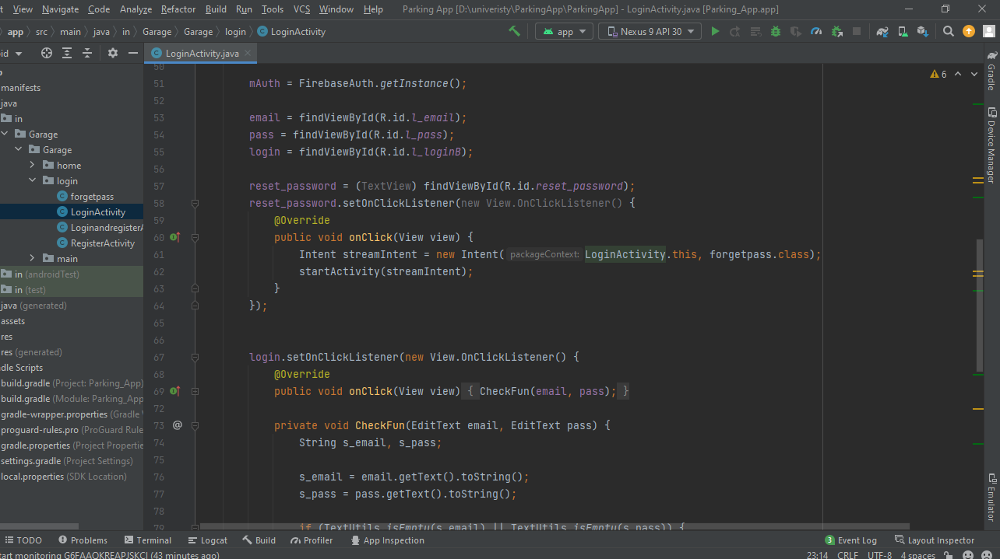 t View Navigate Code Analyze Refactor Build Run Tools VCS Window Help Parking App [D:\univeristy\ParkingApp\ParkingApp] - LoginActivity.java [Parking_App.app]
app src main java in Garage Garage login LoginActivity app Nexus 9 API 30
id LoginActivity.java
manifests
java
in
Garage
Garage
home
login
forgetpass
LoginActivity
LoginandregisterA
RegisterActivity
main
in (androidTest)
in (test)
java (generated)
assets
res
res (generated)
dle Scripts
build.gradle (Project: Parking_App)
build.gradle (Module: Parking_App
gradle-wrapper.properties (Gradle
proguard-rules.pro (ProGuard Rule
gradle.properties (Project Propertie
settings.gradle (Project Settings)
local.properties (SDK Location)
50
51 mAuth = FirebaseAuth.getInstance();
52
53 email = findViewById(R.id.l_email);
54 pass = findViewById(R.id.l_pass);
55 login = findViewById(R.id.l_loginB);
56
57 reset_password = (TextView) findViewById(R.id.reset_password);
58 reset_password.setOnClickListener(new View.OnClickListener() {
59 @Override
60 public void onClick(View view) {
61 Intent streamIntent = new Intent( packageContext: LoginActivity.this, forgetpass.class);
62 startActivity(streamIntent);
63 }
64 });
65
66
67 login.setOnClickListener(new View.OnClickListener() {
68 @Override
69 public void onClick(View view) { CheckFun(email, pass); }
72
73 @ private void CheckFun(EditText email, EditText pass) {
74 String s_email, s_pass;
75
76 s_email = email.getText().toString();
77 s_pass = pass.getText().toString();
78
79 if (TextUtils.isEmpty(s_email) || TextUtils.isEmpty(s_pass)) {
6
Gradle
Device Manager
Emulator
TODO Problems Terminal Logcat Build Profiler App Inspection 3 Event Log Layout Inspector
tart monitoring G6FAAQKREAPJSKCI (43 minutes ago) 23:14 CRLF UTF-8 4 spaces